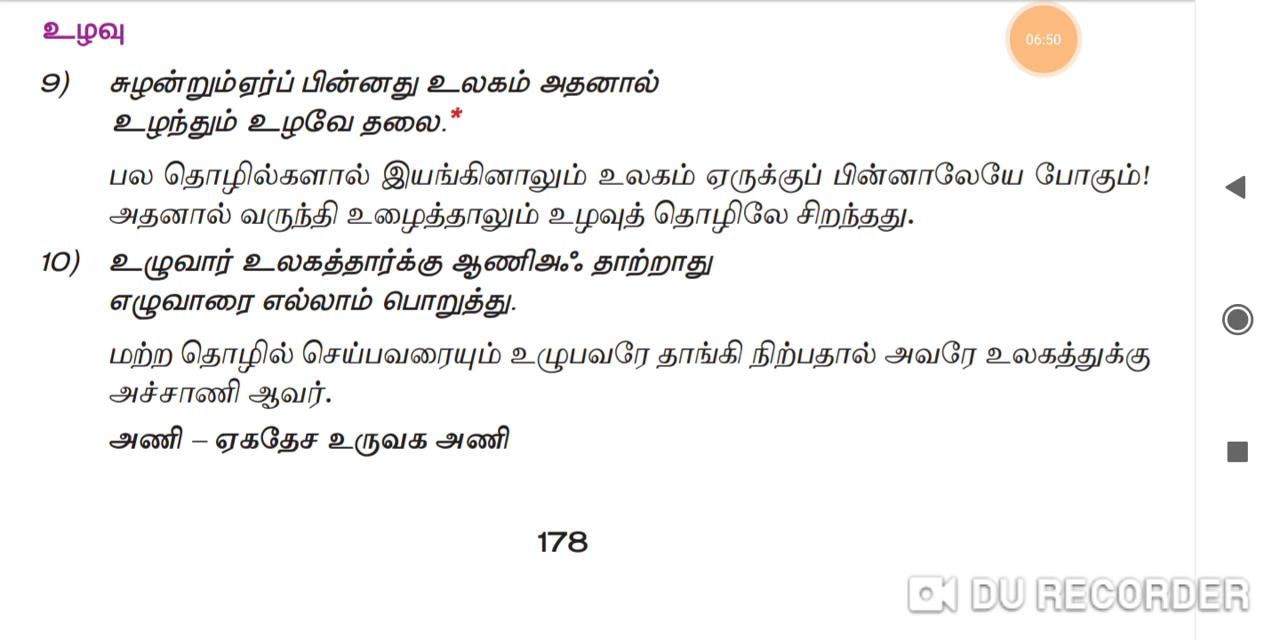 உழவு
06:50
9) சுழன்றும்ஏர்ப் பின்னது உலகம் அதனால்
உழந்தும் உழவே தலை.*
பல தொழில்களால் இயங்கினாலும் உலகம் ஏருக்குப் பின்னாலேயே போகும்!
அதனால் வருந்தி உழைத்தாலும் உழவுத் தொழிலே சிறந்தது.
10) உழுவார் உலகத்தார்க்கு ஆணிஅஃ தாற்றாது
எழுவாரை எல்லாம் பொறுத்து.
மற்ற தொழில் செய்பவரையும் உழுபவரே தாங்கி நிற்பதால் அவரே உலகத்துக்கு
அச்சாணி ஆவர்.
அணி – ஏகதேச உருவக அணி
178
DU RECORDER